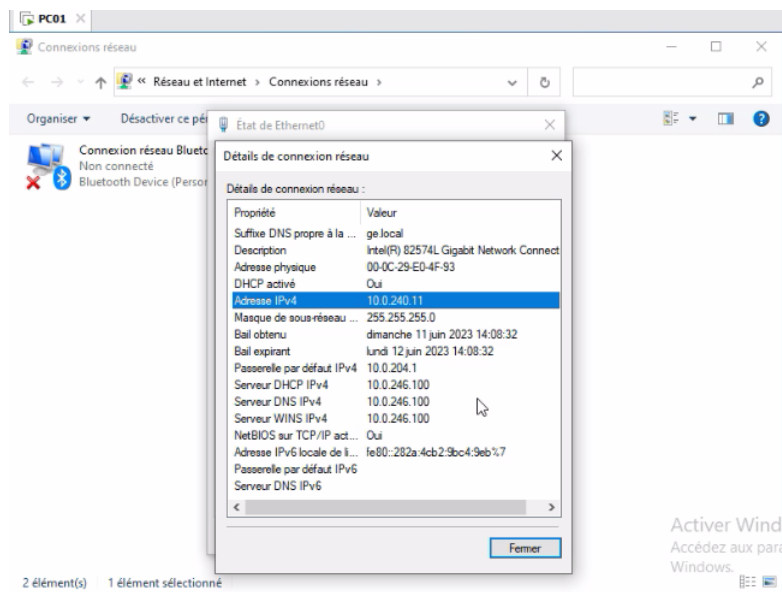 PC01
Connexions réseau
« Réseau et Internet > Connexions réseau >
Organiser Désactiver ce pér
État de Ethernet0
Connexion réseau Blueto
Non connecté
Bluetooth Device (Person
Détails de connexion réseau
Détails de connexion réseau :
Propriété Valeur
Suffixe DNS propre à la ... ge.local
Description Intel(R) 82574L Gigabit Network Connect
Adresse physique 00-0C-29-E0-4F-93
DHCP activé Oui
Adresse IPv4 10.0.240.11
Masque de sous-réseau ... 255.255.255.0
Bail obtenu dimanche 11 juin 2023 14:08:32
Bail expirant lundi 12 juin 2023 14:08:32
Passerelle par défaut IPv4 10.0.204.1
Serveur DHCP IPv4 10.0.246.100
Serveur DNS IPv4 10.0.246.100
Serveur WINS IPv4 10.0.246.100
NetBIOS sur TCP/IP act... Oui
Adresse IPv6 locale de li... fe80::282a:4cb2:9bc4:9eb%7
Passerelle par défaut IPv6
Serveur DNS IPv6
Fermer
Activer Wind
Accédez aux para
Windows.
2 élément(s) 1 élément sélectionné